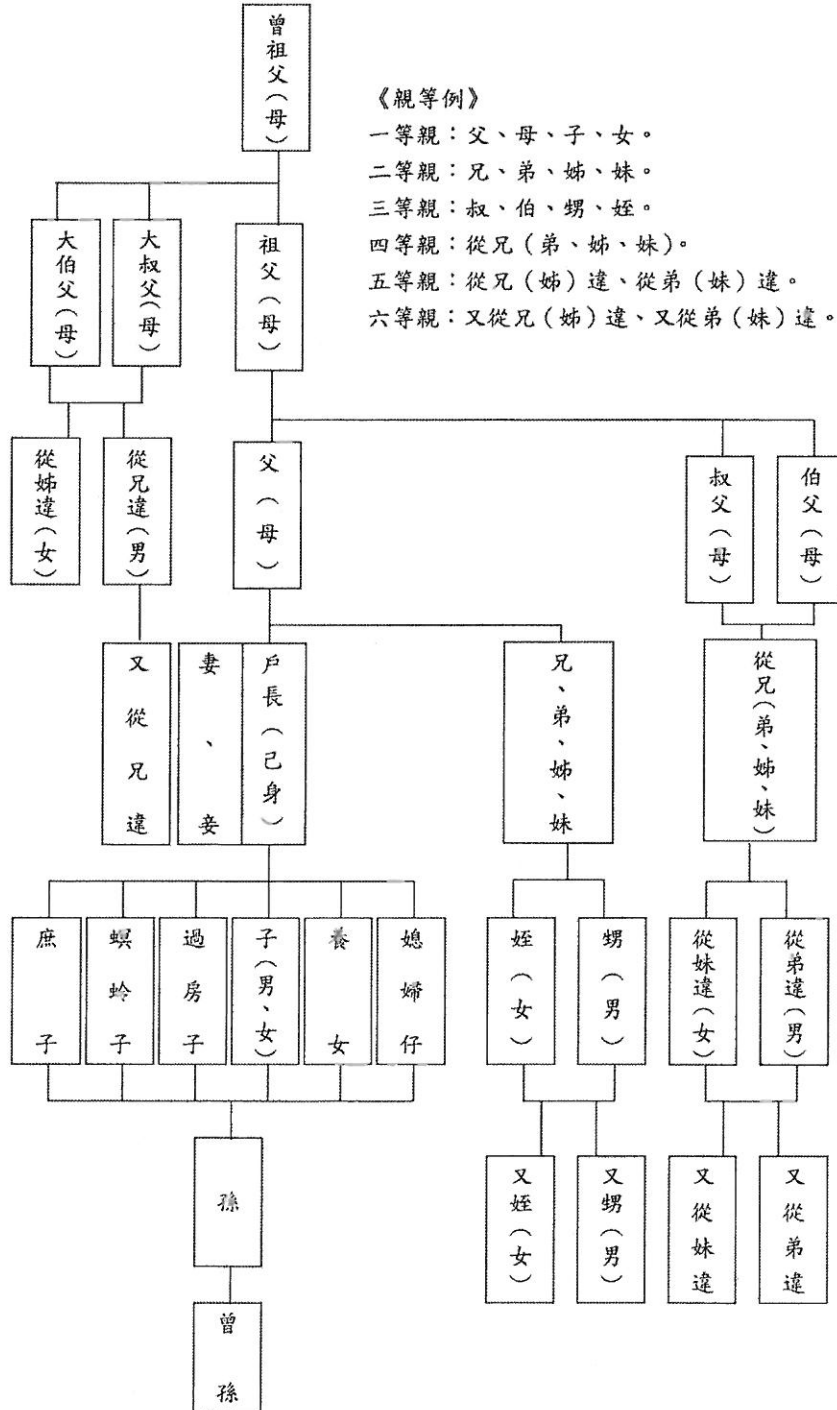 曾祖父(母)
《親等例》
一等親：父、母、子、女。
二等親：兄、弟、姊、妹。
三等親：叔、伯、甥、姪。
四等親：從兄（弟、姊、妹）。
五等親：從兄（姊）違、從弟（妹）違。
六等親：又從兄（姊）違、又從弟（妹）違。
大伯父(母)
大叔父(母)
祖父(母)
從姊違(女)
從兄違(男)
父(母)
叔父(母)
伯父(母)
又從兄違
妻、妾
戶長(己身)
兄、弟、姊、妹
從兄(弟、姊、妹)
庶子
螟蛉子
過房子
子(男、女)
養女
媳婦仔
姪(女)
甥(男)
從妹違(女)
從弟違(男)
孫
又姪(女)
又甥(男)
又從妹違
又從弟違
曾孫